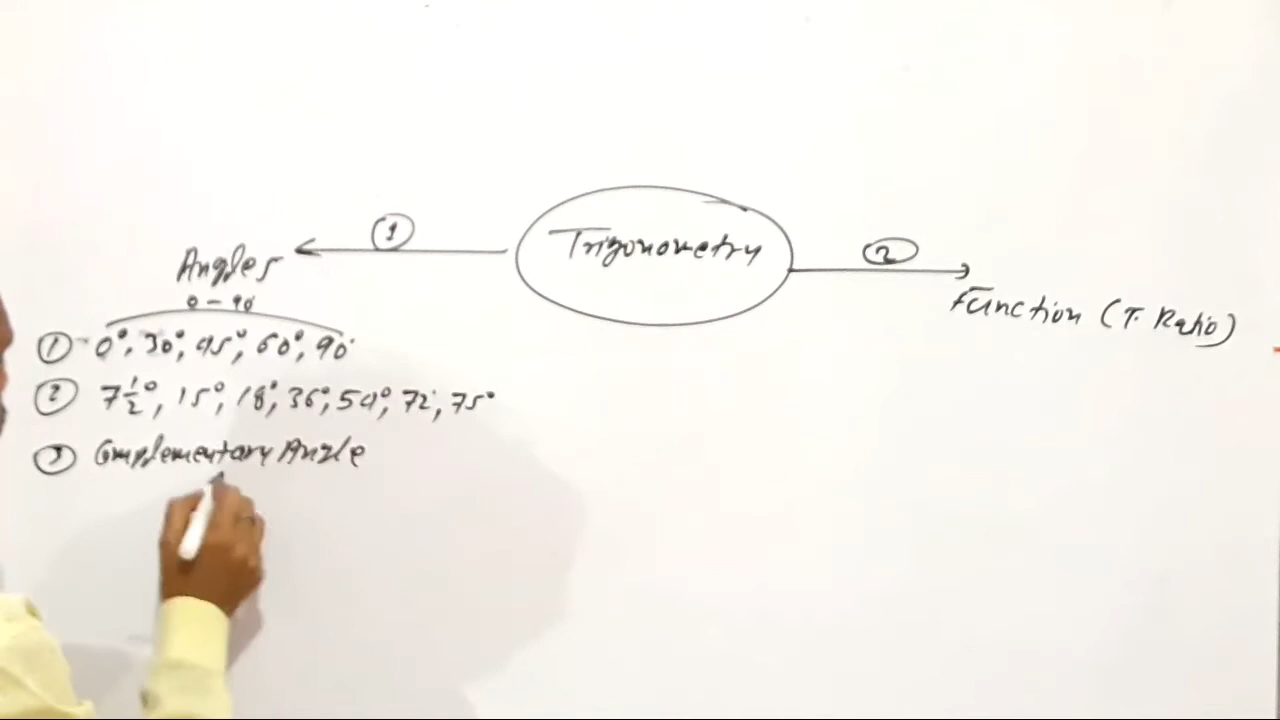 Trigonometry
①
Angles
0 - 90
① 0°, 30°, 45°, 60°, 90°
② 7½°, 15°, 18°, 36°, 54°, 72°, 75°
③ Complementary Angle
②
Function (T. Ratio)